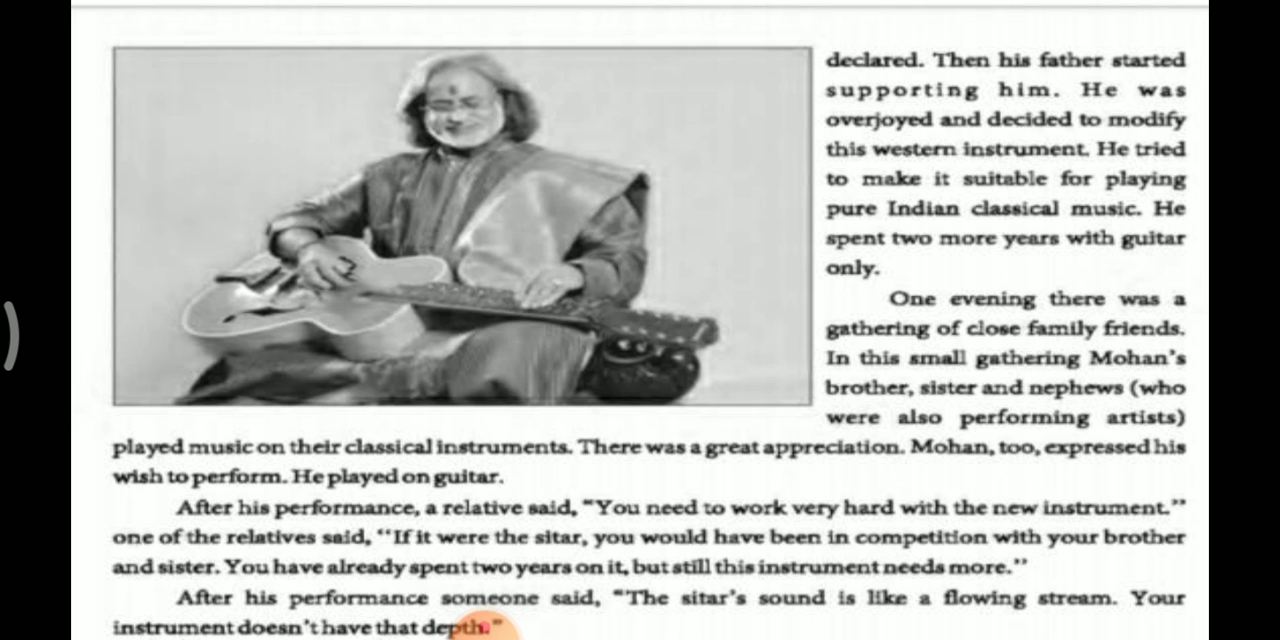 declared. Then his father started
supporting him. He was
overjoyed and decided to modify
this western instrument. He tried
to make it suitable for playing
pure Indian classical music. He
spent two more years with guitar
only.
One evening there was a
gathering of close family friends.
In this small gathering Mohan's
brother, sister and nephews (who
were also performing artists)
played music on their classical instruments. There was a great appreciation. Mohan, too, expressed his
wish to perform. He played on guitar.
After his performance, a relative said, "You need to work very hard with the new instrument."
one of the relatives said, "If it were the sitar, you would have been in competition with your brother
and sister. You have already spent two years on it, but still this instrument needs more."
After his performance someone said, "The sitar's sound is like a flowing stream. Your
instrument doesn't have that depth."